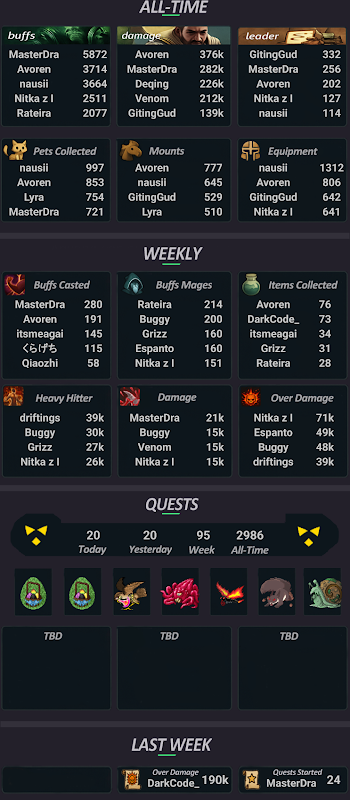 ALL-TIME
buffs damage leader
MasterDra 5872 Avoren 376k GitingGud 332
Avoren 3714 MasterDra 282k MasterDra 256
nausii 3664 Deqing 226k Avoren 202
Nitka z l 2511 Venom 212k Nitka z l 127
Rateira 2077 GitingGud 139k nausii 114
Pets Collected Mounts Equipment
nausii 997 Avoren 777 nausii 1312
Avoren 853 nausii 645 Avoren 806
Lyra 754 GitingGud 529 GitingGud 642
MasterDra 721 Lyra 510 Nitka z l 641
WEEKLY
Buffs Casted Buffs Mages Items Collected
MasterDra 280 Rateira 214 Avoren 76
Avoren 191 Buggy 200 DarkCode_ 73
itsmeagai 145 Grizz 160 itsmeagai 34
くらげち 115 Espanto 160 Grizz 31
Qiaozhi 58 Nitka z l 151 Rateira 28
Heavy Hitter Damage Over Damage
driftings 39k MasterDra 21k Nitka z l 71k
Buggy 30k Buggy 15k Espanto 49k
Grizz 27k Venom 15k Buggy 48k
Nitka z l 26k Nitka z l 15k driftings 39k
QUESTS
20 20 95 2986
Today Yesterday Week All-Time
TBD TBD TBD
LAST WEEK
Over Damage Quests Started
DarkCode_ 190k MasterDra 24